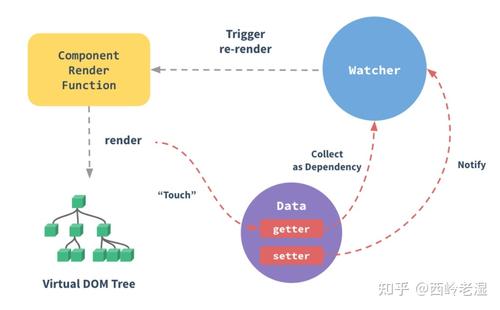 Trigger
re-render
Component
Render
Function
Watcher
render
Collect
as Dependency
Notify
“Touch”
Data
getter
setter
Virtual DOM Tree
知乎 @西岭老湿